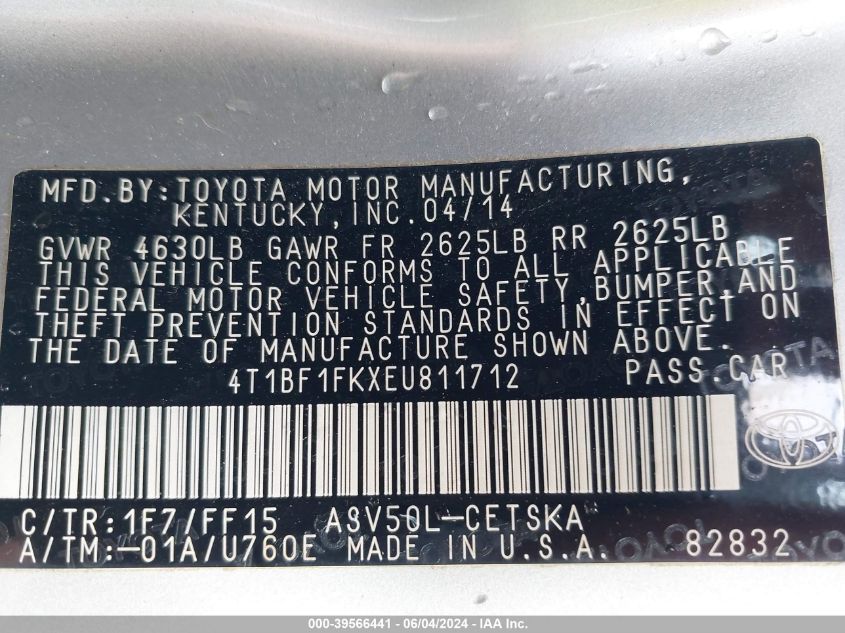 MFD.BY:TOYOTA MOTOR MANUFACTURING,
KENTUCKY,INC.04/14
GVWR 4630LB GAWR FR 2625LB RR 2625LB
THIS VEHICLE CONFORMS TO ALL APPLICABLE
FEDERAL MOTOR VEHICLE SAFETY,BUMPER,AND
THEFT PREVENTION STANDARDS IN EFFECT ON
THE DATE OF MANUFACTURE SHOWN ABOVE.
4T1BF1FKXEU811712 PASS.CAR
C/TR:1F7/FF15 ASV50L-CETSKA
A/TM:-01A/U760E MADE IN U.S.A. 82832
000-39566441 - 06/04/2024 - IAA Inc.